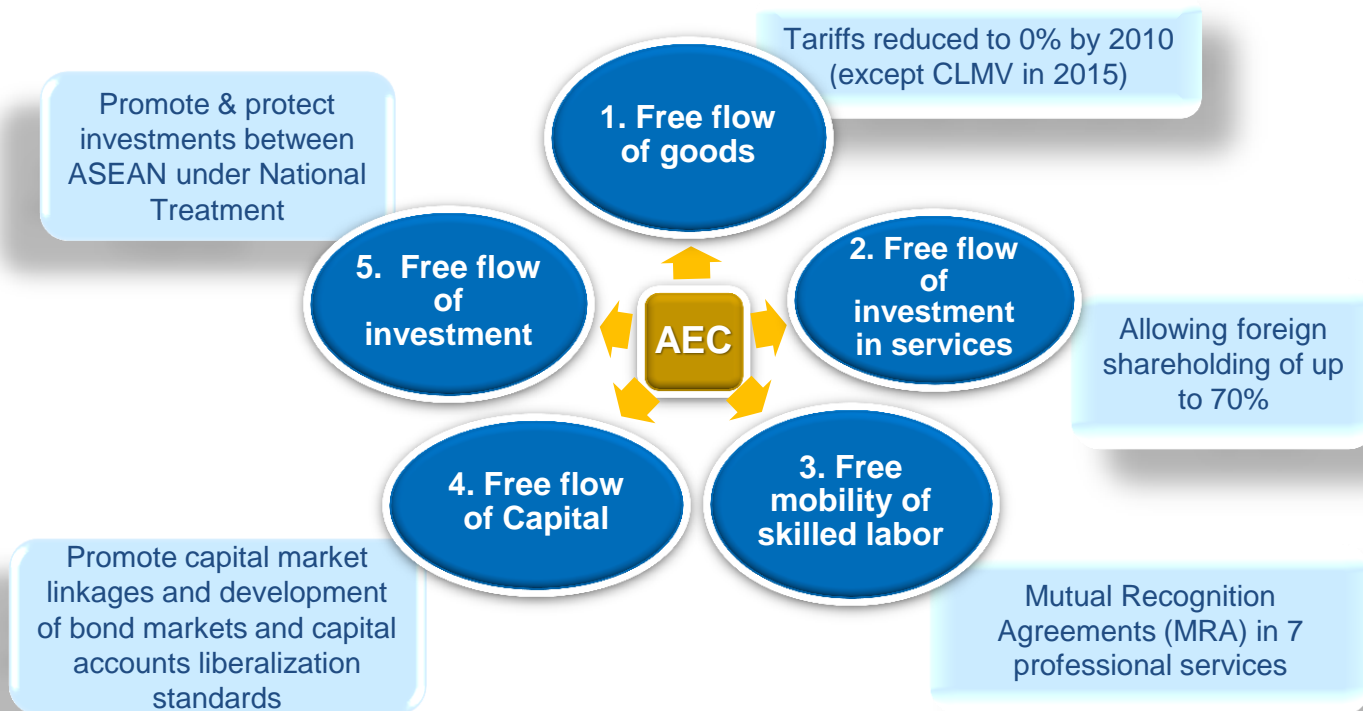 Tariffs reduced to 0% by 2010
(except CLMV in 2015)
1. Free flow
of goods
Promote & protect
investments between
ASEAN under National
Treatment
5. Free flow
of
investment
AEC
2. Free flow
of
investment
in services
Allowing foreign
shareholding of up
to 70%
4. Free flow
of Capital
3. Free
mobility of
skilled labor
Promote capital market
linkages and development
of bond markets and capital
accounts liberalization
standards
Mutual Recognition
Agreements (MRA) in 7
professional services